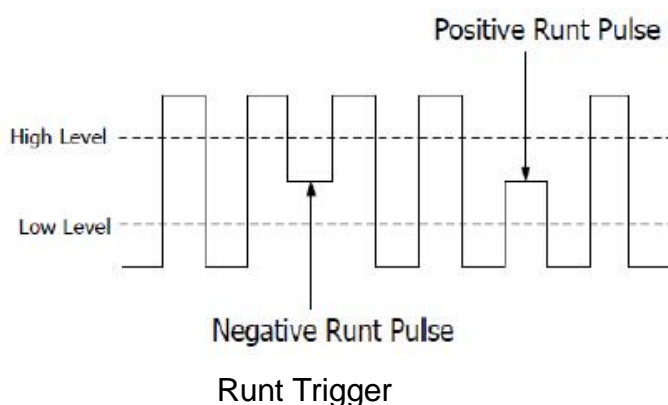 Positive Runt Pulse
High Level
Low Level
Negative Runt Pulse
Runt Trigger